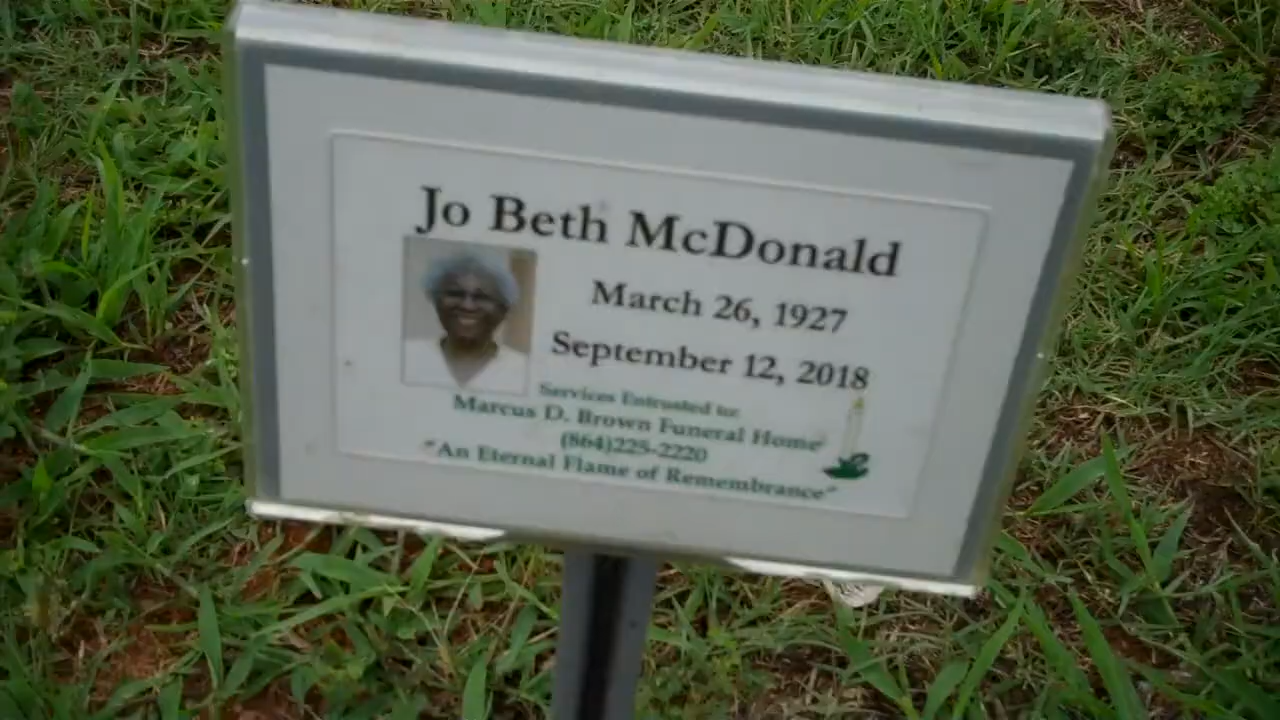 Jo Beth McDonald
March 26, 1927
September 12, 2018
Services Entrusted to:
Marcus D. Brown Funeral Home
(864)225-2220
"An Eternal Flame of Remembrance"